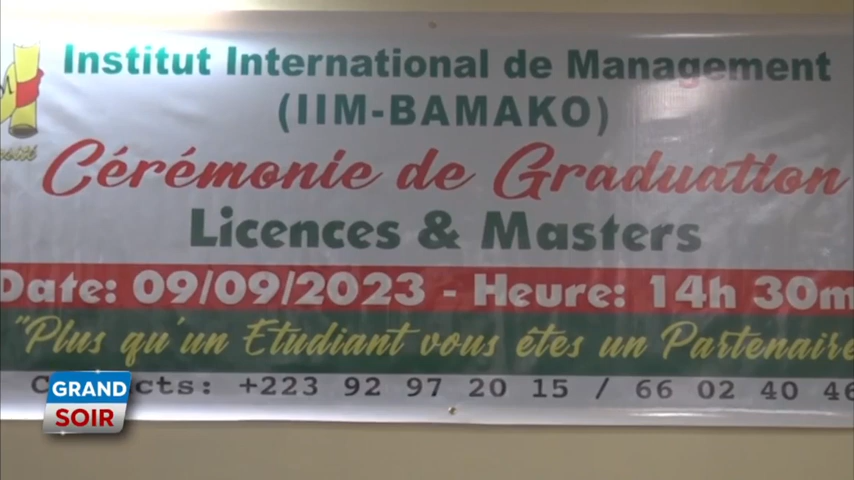 Institut International de Management
(IIM-BAMAKO)
Cérémonie de Graduation
Licences & Masters
Date: 09/09/2023 - Heure: 14h 30m
"Plus qu'un Etudiant vous êtes un Partenaire
cts: +223 92 97 20 15 / 66 02 40 46
GRAND
SOIR